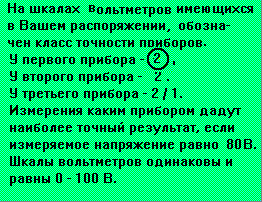 На шкалах вольтметров имеющихся
в Вашем распоряжении, обозна-
чен класс точности приборов.
У первого прибора - 2 ,
У второго прибора - 2 .
У третьего прибора - 2 / 1.
Измерения каким прибором дадут
наиболее точный результат, если
измеряемое напряжение равно 80В.
Шкалы вольтметров одинаковы и
равны 0 - 100 В.